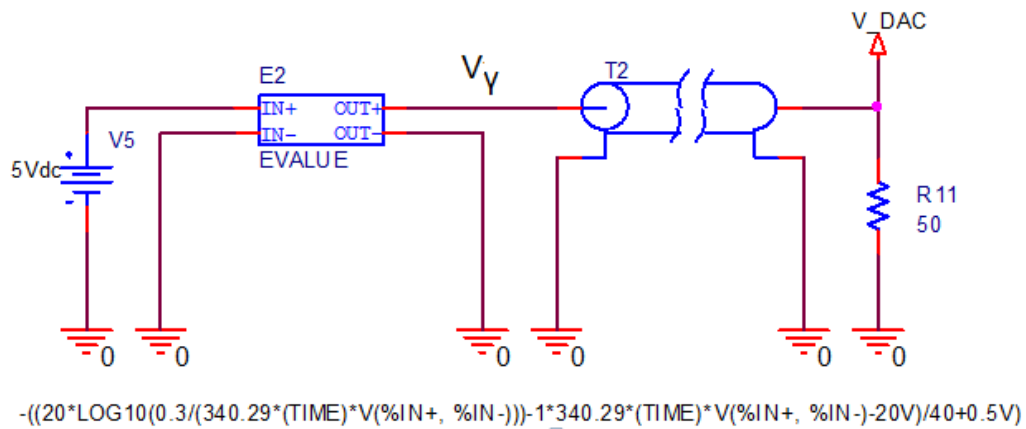 V_DAC
E2
Vγ
T2
IN+ OUT+
IN- OUT-
EVALUE
V5
5Vdc
R11
50
0 0 0 0 0 0
-((20*LOG10(0.3/(340.29*(TIME)*V(%IN+, %IN-)))-1*340.29*(TIME)*V(%IN+, %IN-)-20V)/40+0.5V)